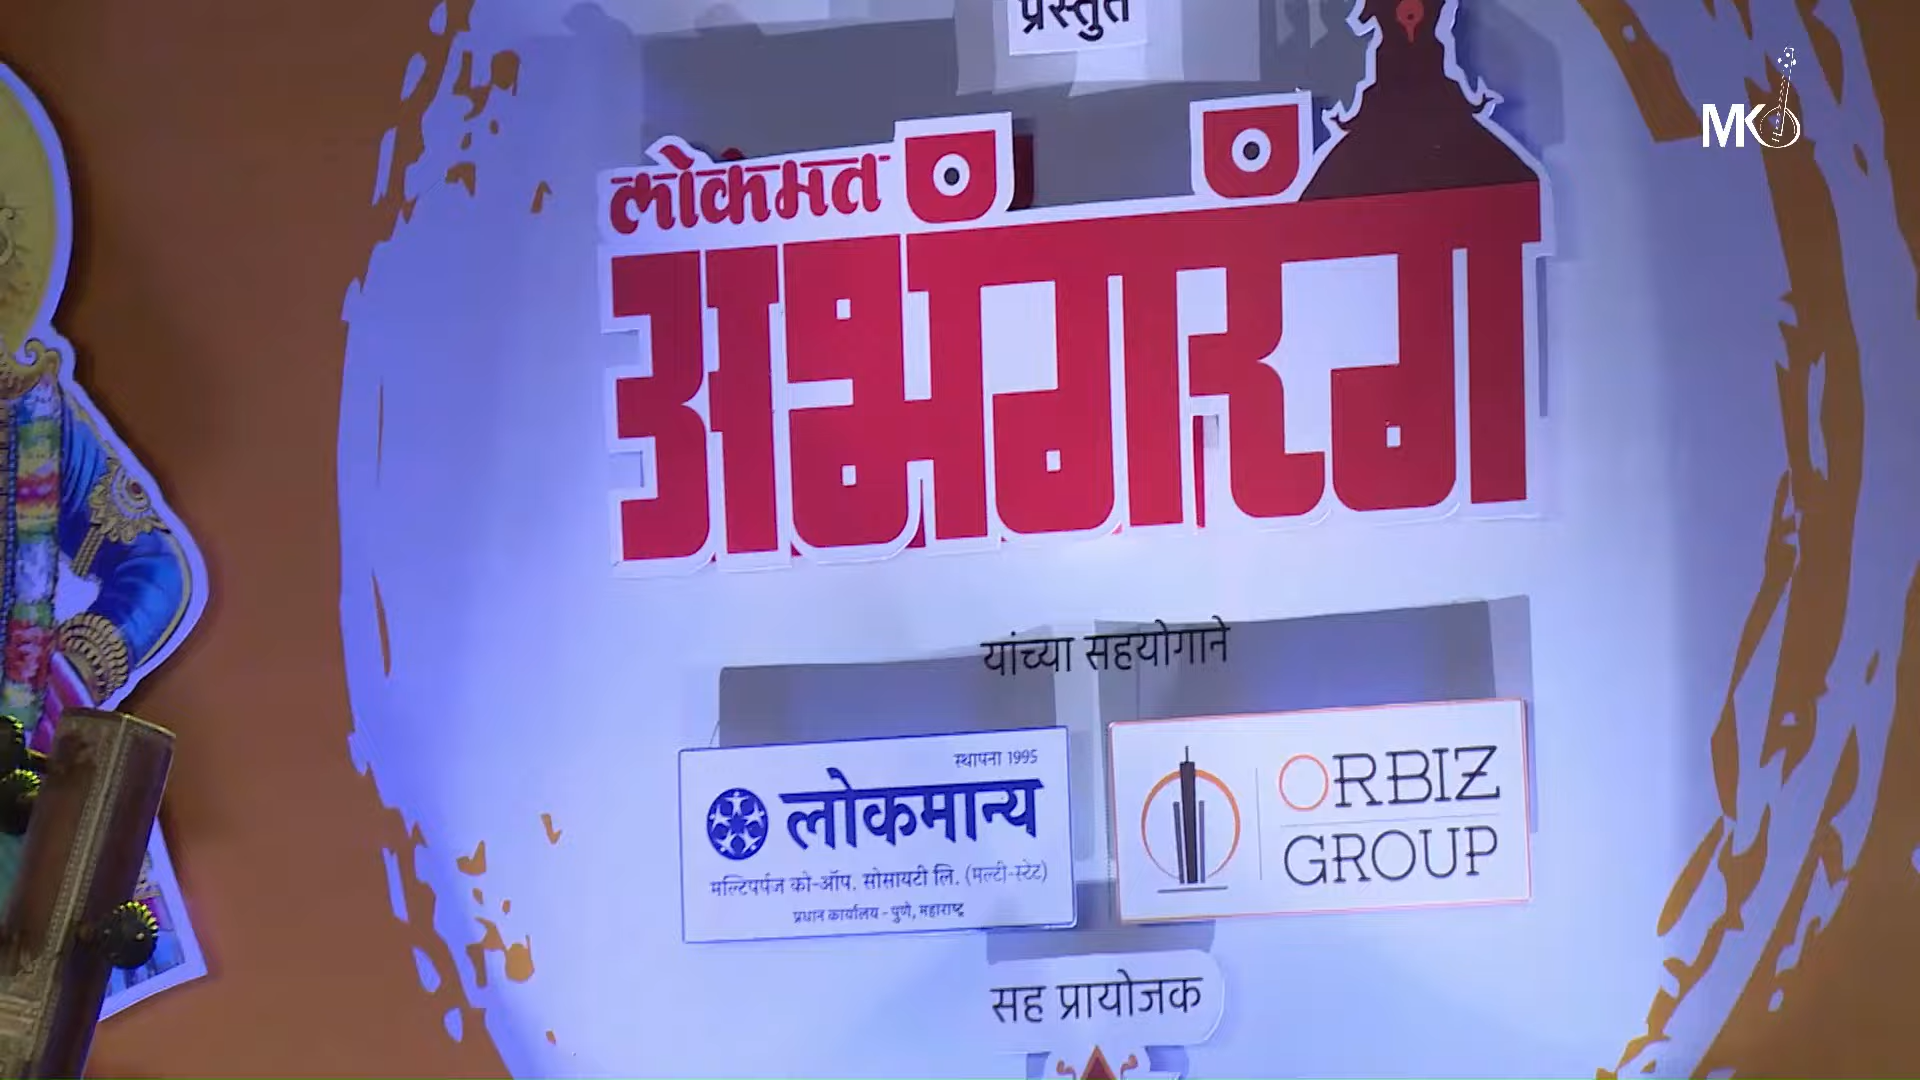 प्रस्तुत
MK
लोकमत
अभंगरंग
यांच्या सहयोगाने
स्थापना 1995
लोकमान्य
मल्टिपर्पज को-ऑप. सोसायटी लि. (मल्टी-स्टेट)
प्रधान कार्यालय - पुणे, महाराष्ट्र
ORBIZ
GROUP
सह प्रायोजक